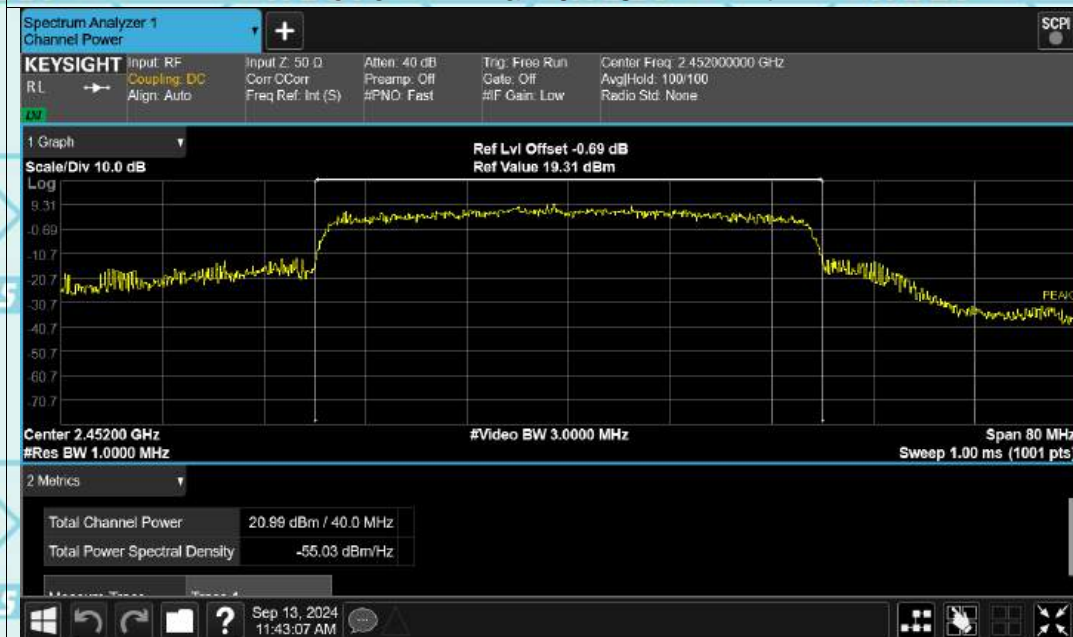 Spectrum Analyzer 1
Channel Power
+
SCPI
KEYSIGHT
RL
Input: RF
Coupling: DC
Align: Auto
Input Z: 50 Ω
Corr CCorr
Freq Ref: Int (S)
Atten: 40 dB
Preamp: Off
#PNO: Fast
Trig: Free Run
Gate: Off
#IF Gain: Low
Center Freq: 2.452000000 GHz
Avg|Hold: 100/100
Radio Std: None
1 Graph
Scale/Div 10.0 dB
Ref Lvl Offset -0.69 dB
Ref Value 19.31 dBm
Log
9.31
-0.69
-10.7
-20.7
-30.7
-40.7
-50.7
-60.7
-70.7
PEAK
Center 2.45200 GHz
#Video BW 3.0000 MHz
Span 80 MHz
#Res BW 1.0000 MHz
Sweep 1.00 ms (1001 pts)
2 Metrics
Total Channel Power 20.99 dBm / 40.0 MHz
Total Power Spectral Density -55.03 dBm/Hz
?
Sep 13, 2024
11:43:07 AM